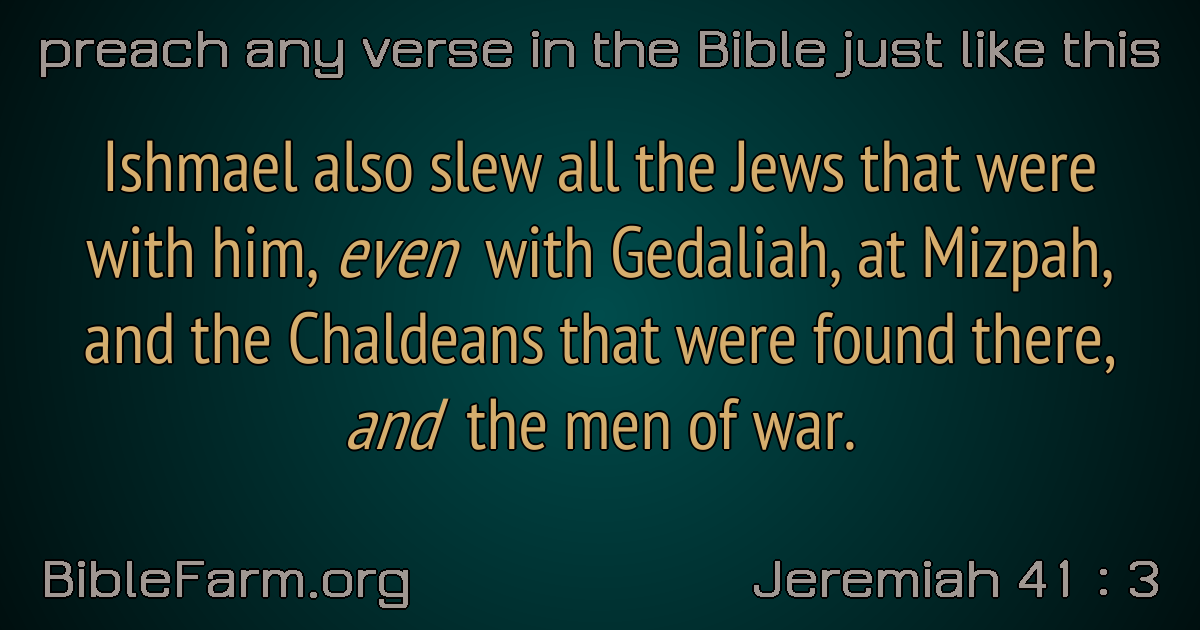 preach any verse in the Bible just like this
Ishmael also slew all the Jews that were
with him, even with Gedaliah, at Mizpah,
and the Chaldeans that were found there,
and the men of war.
BibleFarm.org
Jeremiah 41 : 3